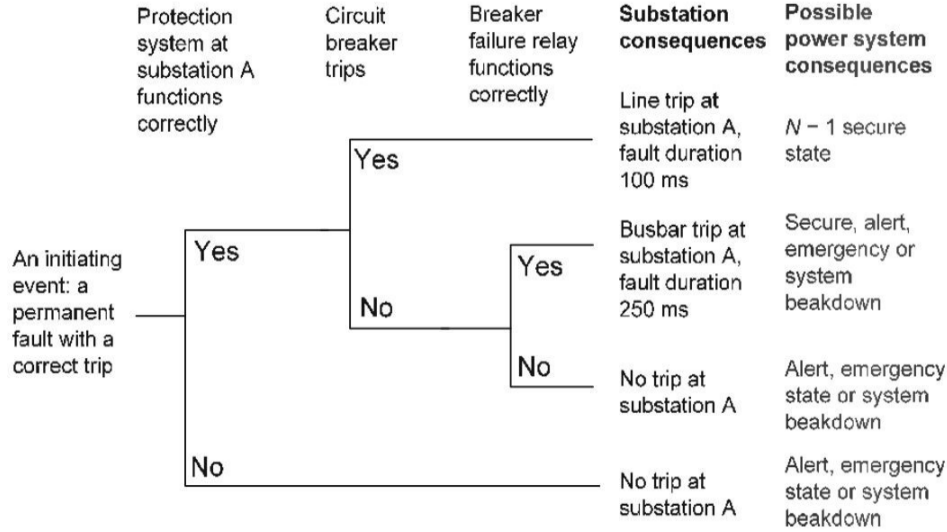 Protection
system at
substation A
functions
correctly
Circuit
breaker
trips
Breaker
failure relay
functions
correctly
Substation
consequences
Possible
power system
consequences
Line trip at
substation A,
fault duration
100 ms
N − 1 secure
state
Yes
An initiating
event: a
permanent
fault with a
correct trip
Yes
No
Yes
Busbar trip at
substation A,
fault duration
250 ms
Secure, alert,
emergency or
system
beakdown
No
No trip at
substation A
Alert, emergency
state or system
beakdown
No
No trip at
substation A
Alert, emergency
state or system
beakdown